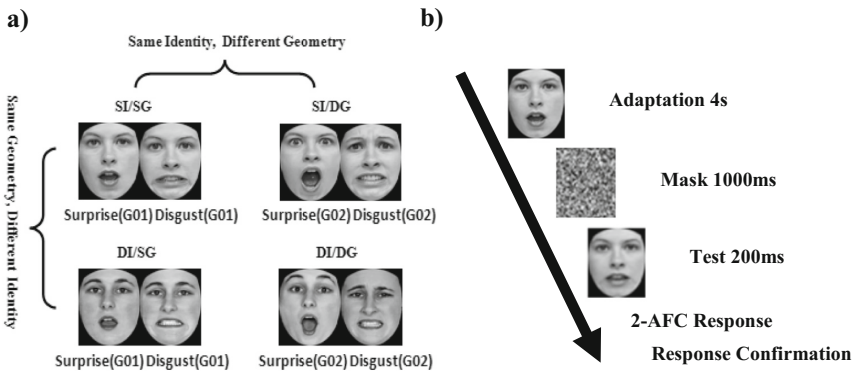 a)
Same Identity, Different Geometry
Same Geometry, Different Identity
SI/SG
SI/DG
Surprise(G01) Disgust(G01)
Surprise(G02) Disgust(G02)
DI/SG
DI/DG
Surprise(G01) Disgust(G01)
Surprise(G02) Disgust(G02)
b)
Adaptation 4s
Mask 1000ms
Test 200ms
2-AFC Response
Response Confirmation